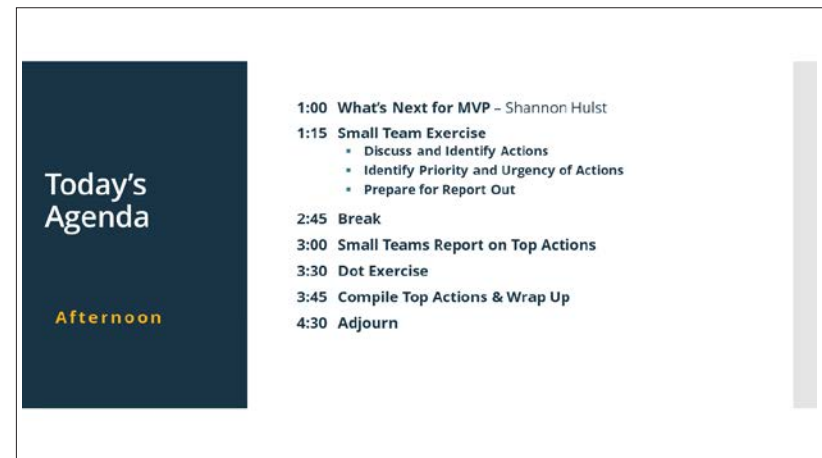 Today's
Agenda
Afternoon
1:00 What's Next for MVP – Shannon Hulst
1:15 Small Team Exercise
▪ Discuss and Identify Actions
▪ Identify Priority and Urgency of Actions
▪ Prepare for Report Out
2:45 Break
3:00 Small Teams Report on Top Actions
3:30 Dot Exercise
3:45 Compile Top Actions & Wrap Up
4:30 Adjourn